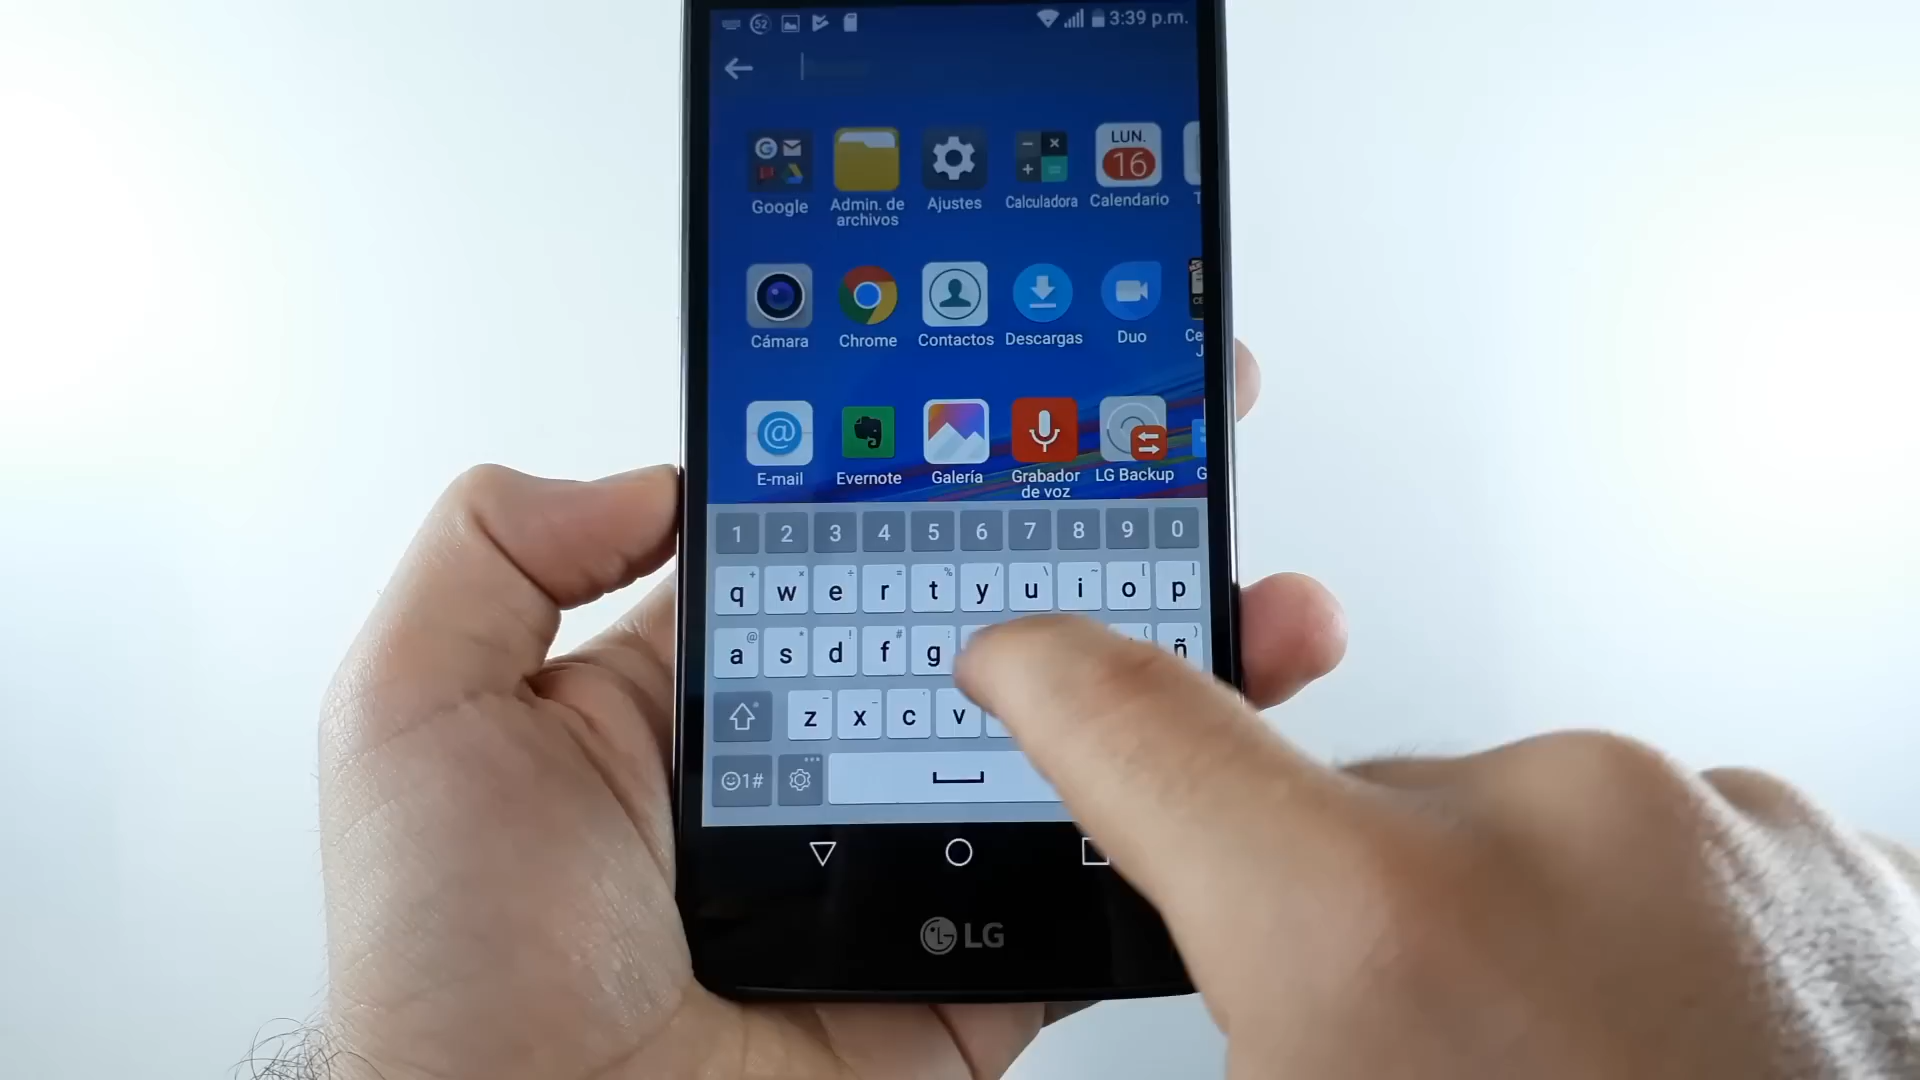 52 3:39 p.m.
LUN.
16
Google Admin. de archivos Ajustes Calculadora Calendario
Cámara Chrome Contactos Descargas Duo
E-mail Evernote Galería Grabador de voz LG Backup G
1 2 3 4 5 6 7 8 9 0
q w e r t y u i o p
a s d f g ñ
z x c v
1#
LG